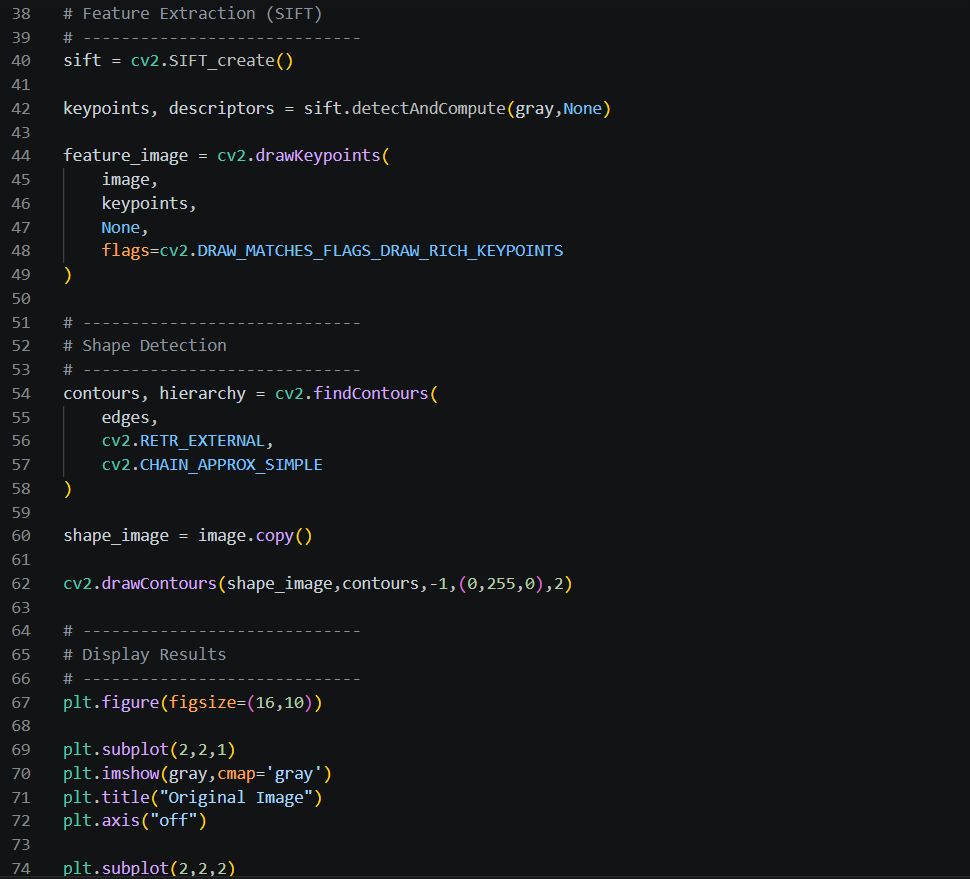 38 # Feature Extraction (SIFT)
39 # -----------------------------
40 sift = cv2.SIFT_create()
41
42 keypoints, descriptors = sift.detectAndCompute(gray,None)
43
44 feature_image = cv2.drawKeypoints(
45     image,
46     keypoints,
47     None,
48     flags=cv2.DRAW_MATCHES_FLAGS_DRAW_RICH_KEYPOINTS
49 )
50
51 # -----------------------------
52 # Shape Detection
53 # -----------------------------
54 contours, hierarchy = cv2.findContours(
55     edges,
56     cv2.RETR_EXTERNAL,
57     cv2.CHAIN_APPROX_SIMPLE
58 )
59
60 shape_image = image.copy()
61
62 cv2.drawContours(shape_image,contours,-1,(0,255,0),2)
63
64 # -----------------------------
65 # Display Results
66 # -----------------------------
67 plt.figure(figsize=(16,10))
68
69 plt.subplot(2,2,1)
70 plt.imshow(gray,cmap='gray')
71 plt.title("Original Image")
72 plt.axis("off")
73
74 plt.subplot(2,2,2)